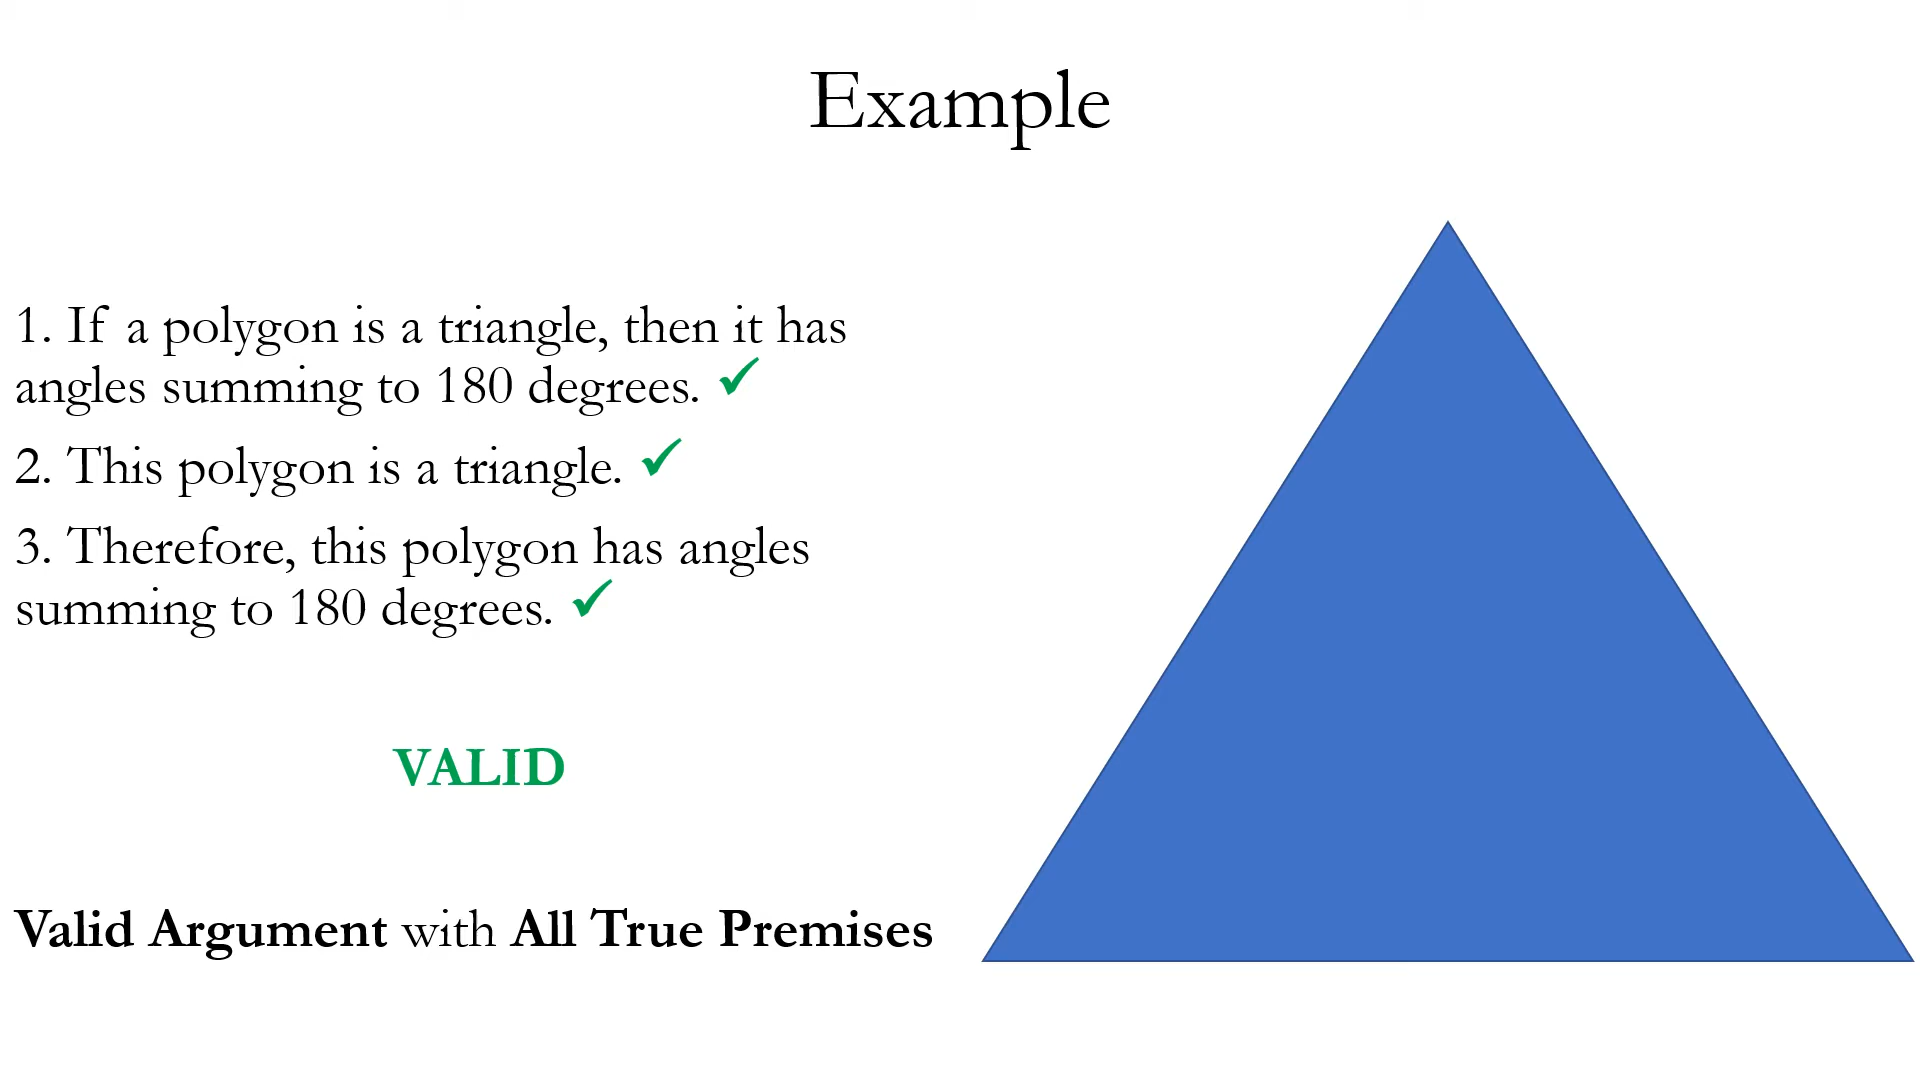 Example
1. If a polygon is a triangle, then it has
angles summing to 180 degrees. ✓
2. This polygon is a triangle. ✓
3. Therefore, this polygon has angles
summing to 180 degrees. ✓
VALID
Valid Argument with All True Premises